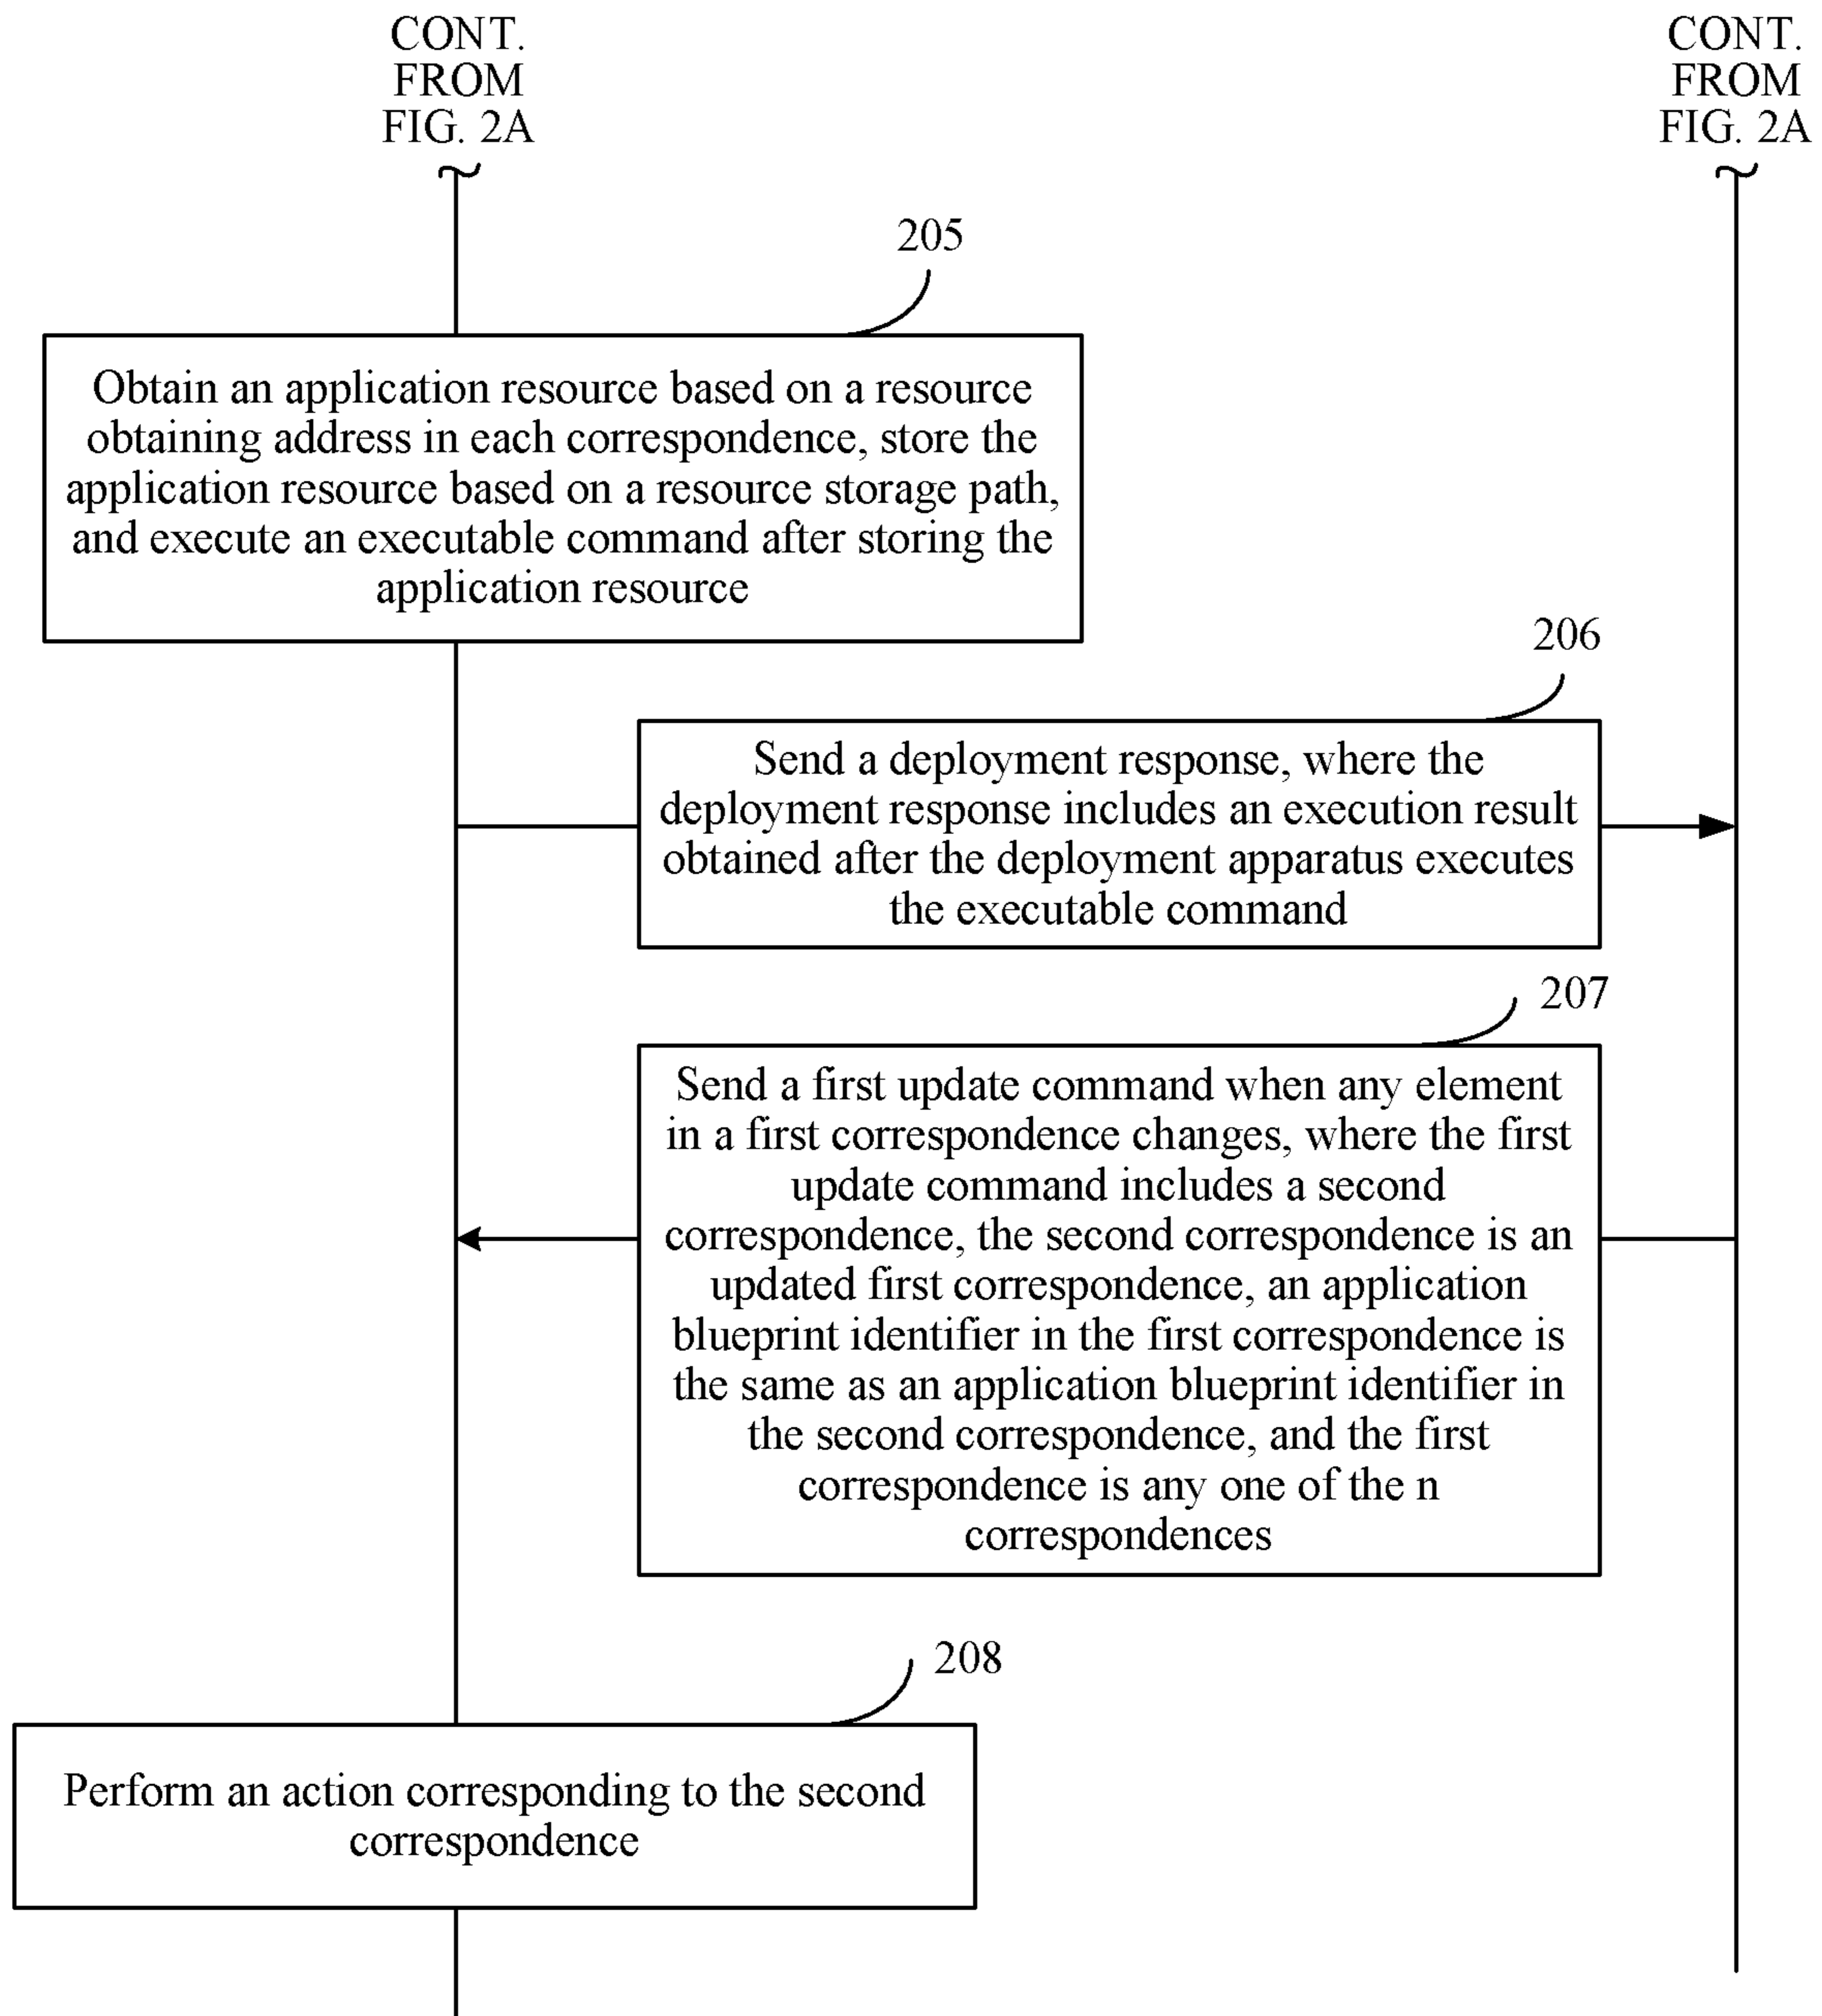 CONT.
FROM
FIG. 2A
CONT.
FROM
FIG. 2A
205
Obtain an application resource based on a resource
obtaining address in each correspondence, store the
application resource based on a resource storage path,
and execute an executable command after storing the
application resource
206
Send a deployment response, where the
deployment response includes an execution result
obtained after the deployment apparatus executes
the executable command
207
Send a first update command when any element
in a first correspondence changes, where the first
update command includes a second
correspondence, the second correspondence is an
updated first correspondence, an application
blueprint identifier in the first correspondence is
the same as an application blueprint identifier in
the second correspondence, and the first
correspondence is any one of the n
correspondences
208
Perform an action corresponding to the second
correspondence